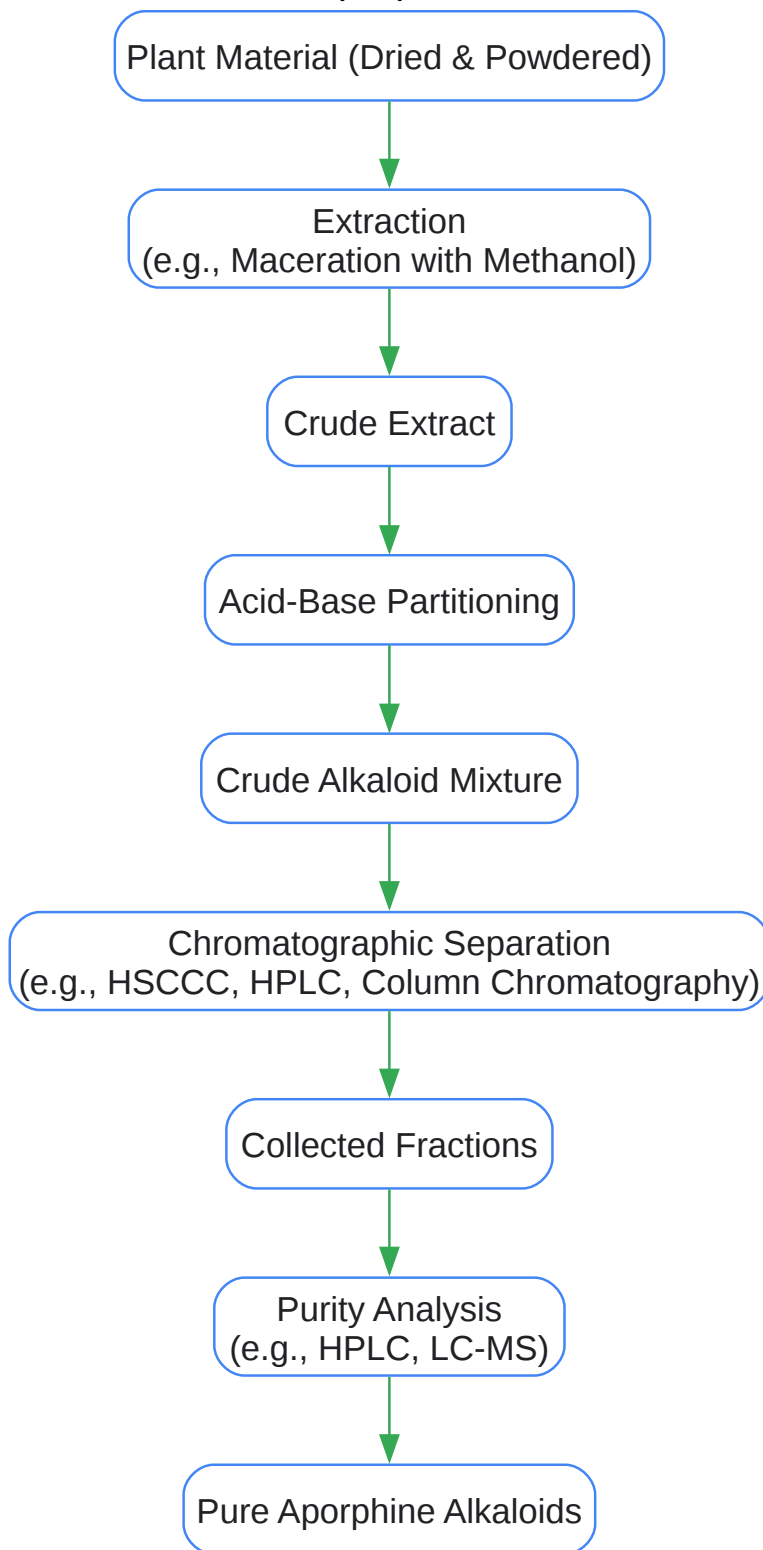 Plant Material (Dried & Powdered)
Extraction
(e.g., Maceration with Methanol)
Crude Extract
Acid-Base Partitioning
Crude Alkaloid Mixture
Chromatographic Separation
(e.g., HSCCC, HPLC, Column Chromatography)
Collected Fractions
Purity Analysis
(e.g., HPLC, LC-MS)
Pure Aporphine Alkaloids